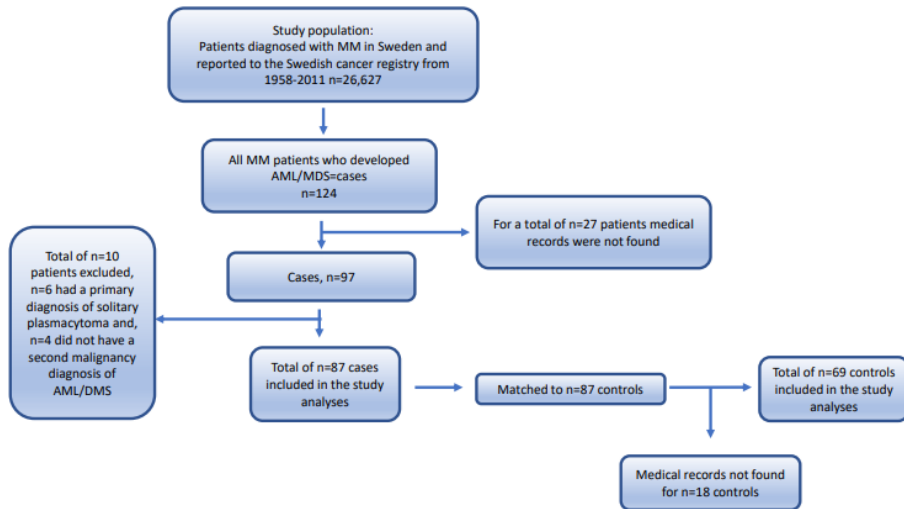 Study population:
Patients diagnosed with MM in Sweden and
reported to the Swedish cancer registry from
1958-2011 n=26,627
All MM patients who developed
AML/MDS=cases
n=124
For a total of n=27 patients medical
records were not found
Cases, n=97
Total of n=10
patients excluded,
n=6 had a primary
diagnosis of solitary
plasmacytoma and,
n=4 did not have a
second malignancy
diagnosis of
AML/DMS
Total of n=87 cases
included in the study
analyses
Matched to n=87 controls
Total of n=69 controls
included in the study
analyses
Medical records not found
for n=18 controls